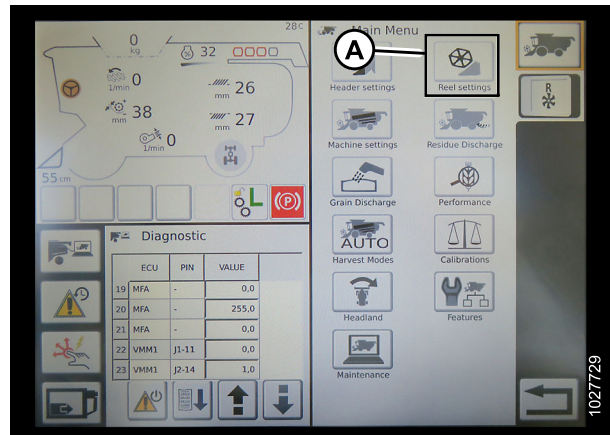 28c
Main Menu
A
0
kg
32
0
1/min
26
mm
38
mm
27
mm
0
1/min
55 cm
L
(P)
Header settings
Reel settings
R
Machine settings
Residue Discharge
Grain Discharge
Performance
AUTO
Harvest Modes
Calibrations
Headland
Features
Maintenance
Diagnostic
ECU PIN VALUE
19 MFA - 0,0
20 MFA - 255,0
21 MFA - 0,0
22 VMM1 J1-11 0,0
23 VMM1 J2-14 1,0
1027729